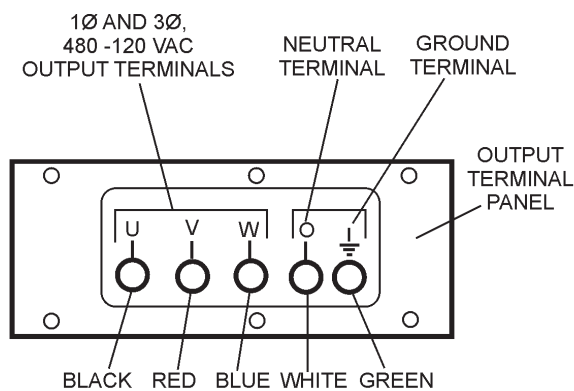 1Ø AND 3Ø,
480 -120 VAC
OUTPUT TERMINALS
NEUTRAL
TERMINAL
GROUND
TERMINAL
OUTPUT
TERMINAL
PANEL
U V W O
BLACK RED BLUE WHITE GREEN